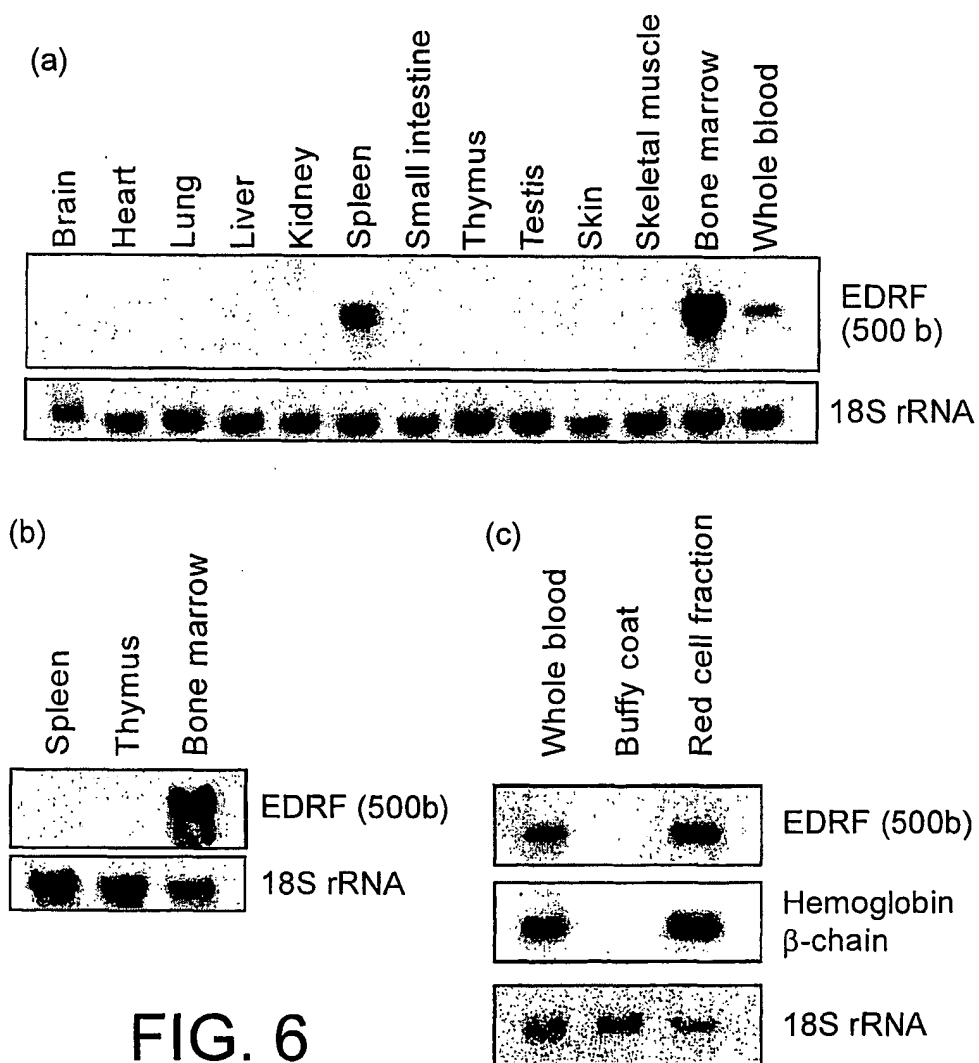 (a)
Brain
Heart
Lung
Liver
Kidney
Spleen
Small intestine
Thymus
Testis
Skin
Skeletal muscle
Bone marrow
Whole blood
EDRF
(500 b)
18S rRNA
(b)
Spleen
Thymus
Bone marrow
EDRF (500b)
18S rRNA
(c)
Whole blood
Buffy coat
Red cell fraction
EDRF (500b)
Hemoglobin
β-chain
18S rRNA
FIG. 6